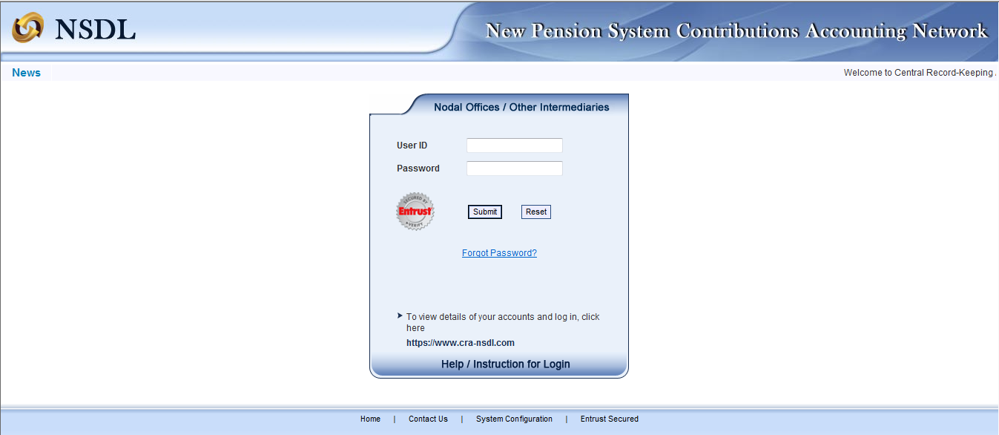 NSDL
New Pension System Contributions Accounting Network
News
Welcome to Central Record-Keeping
Nodal Offices / Other Intermediaries
User ID
Password
SECURED BY
Entrust
VERIFY
Submit
Reset
Forgot Password?
To view details of your accounts and log in, click
here
https://www.cra-nsdl.com
Help / Instruction for Login
Home | Contact Us | System Configuration | Entrust Secured